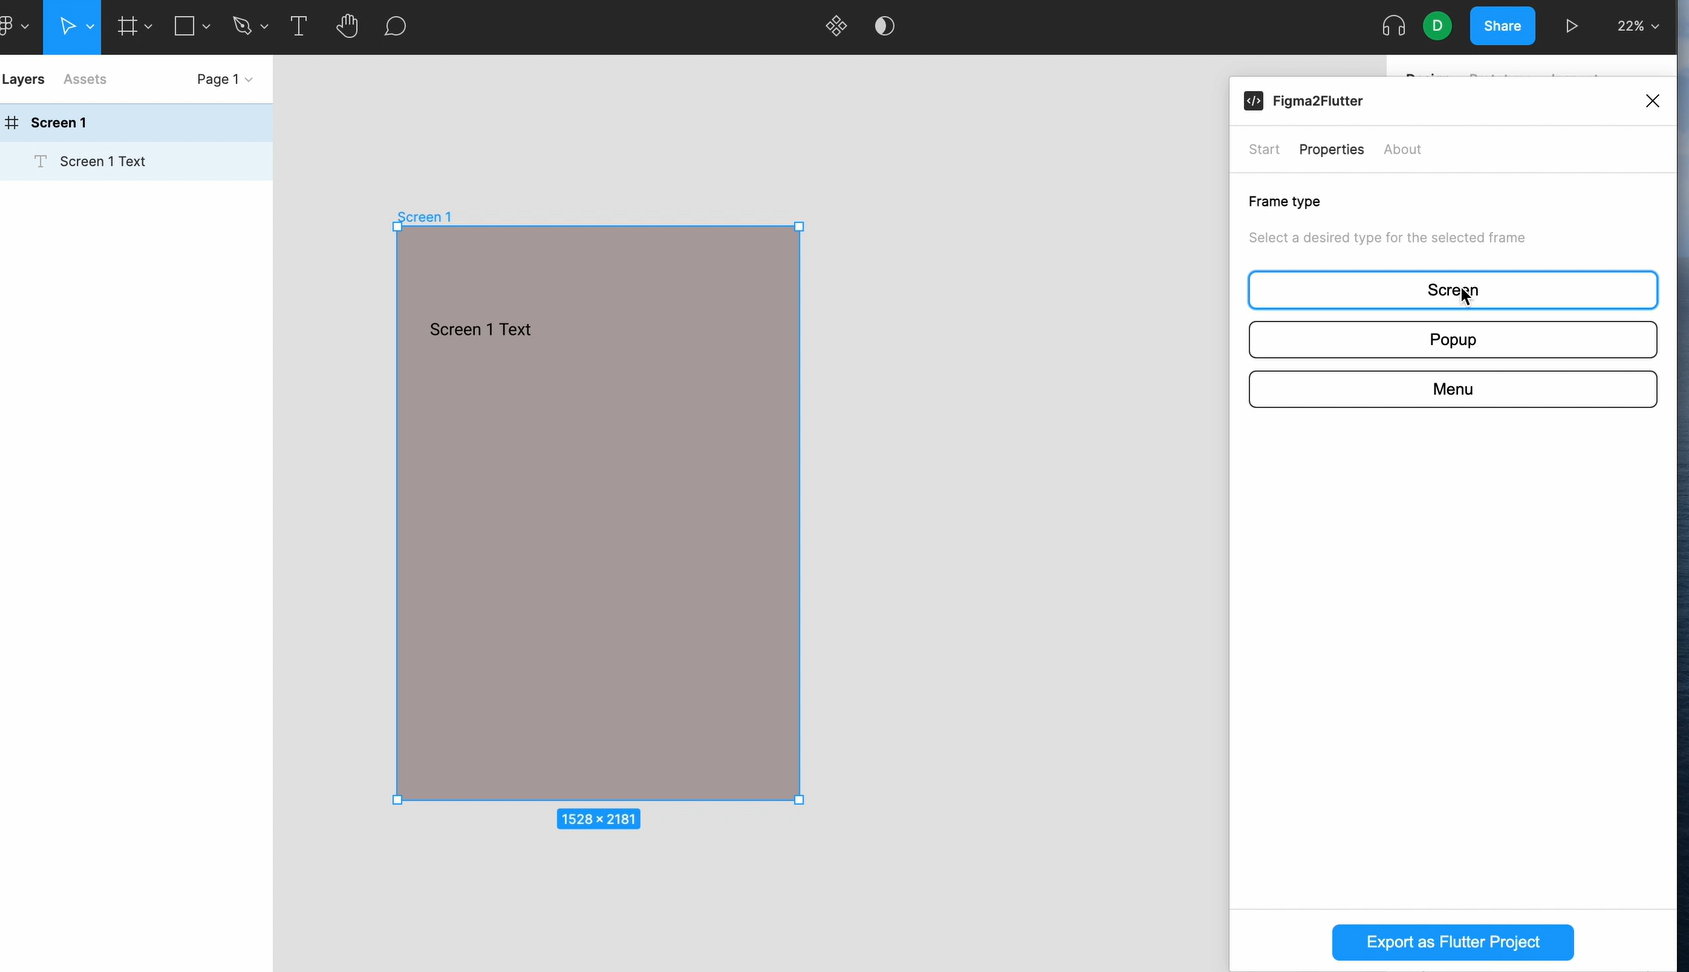 D
Share
22%
Layers Assets Page 1
Screen 1
Screen 1 Text
Screen 1
Screen 1 Text
1528 × 2181
Figma2Flutter
Start Properties About
Frame type
Select a desired type for the selected frame
Screen
Popup
Menu
Export as Flutter Project